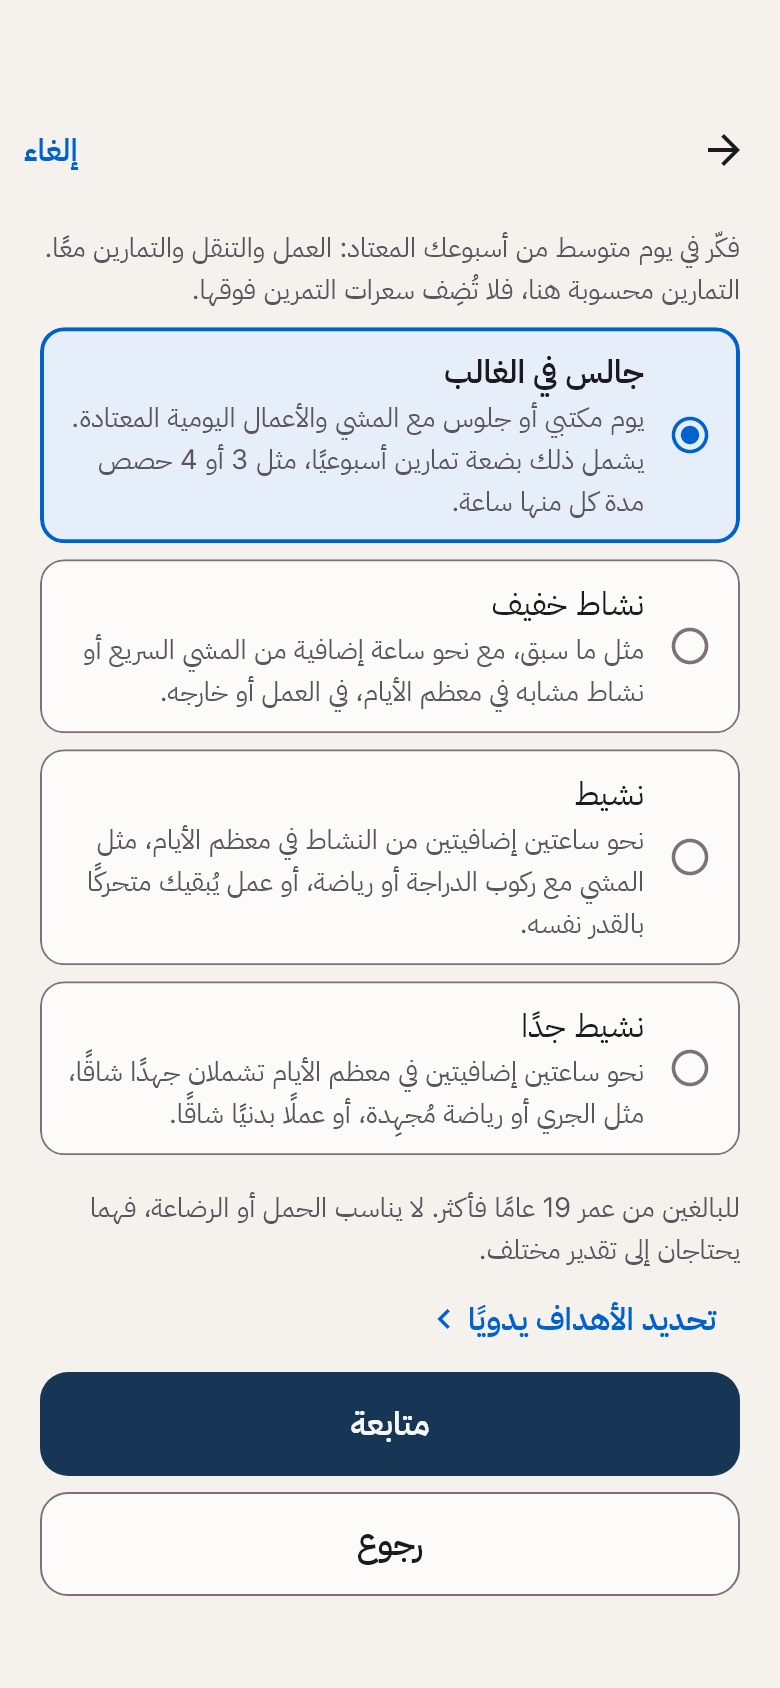 إلغاء
فكّر في يوم متوسط من أسبوعك المعتاد: العمل والتنقل والتمارين معًا.
التمارين محسوبة هنا، فلا تُضِف سعرات التمرين فوقها.
جالس في الغالب
يوم مكتبي أو جلوس مع المشي والأعمال اليومية المعتادة.
يشمل ذلك بضعة تمارين أسبوعيًا، مثل 3 أو 4 حصص
مدة كل منها ساعة.
نشاط خفيف
مثل ما سبق، مع نحو ساعة إضافية من المشي السريع أو
نشاط مشابه في معظم الأيام، في العمل أو خارجه.
نشيط
نحو ساعتين إضافيتين من النشاط في معظم الأيام، مثل
المشي مع ركوب الدراجة أو رياضة، أو عمل يُبقيك متحركًا
بالقدر نفسه.
نشيط جدًا
نحو ساعتين إضافيتين في معظم الأيام تشملان جهدًا شاقًا،
مثل الجري أو رياضة مُجهِدة، أو عملًا بدنيًا شاقًا.
للبالغين من عمر 19 عامًا فأكثر. لا يناسب الحمل أو الرضاعة، فهما
يحتاجان إلى تقدير مختلف.
تحديد الأهداف يدويًا
متابعة
رجوع